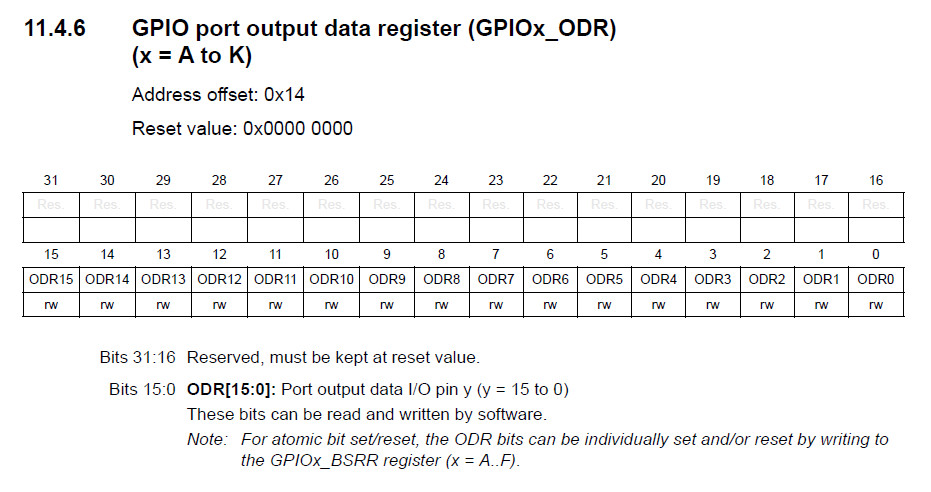 11.4.6 GPIO port output data register (GPIOx_ODR)
(x = A to K)
Address offset: 0x14
Reset value: 0x0000 0000
31 30 29 28 27 26 25 24 23 22 21 20 19 18 17 16
Res. Res. Res. Res. Res. Res. Res. Res. Res. Res. Res. Res. Res. Res. Res. Res.
15 14 13 12 11 10 9 8 7 6 5 4 3 2 1 0
ODR15 ODR14 ODR13 ODR12 ODR11 ODR10 ODR9 ODR8 ODR7 ODR6 ODR5 ODR4 ODR3 ODR2 ODR1 ODR0
rw rw rw rw rw rw rw rw rw rw rw rw rw rw rw rw
Bits 31:16 Reserved, must be kept at reset value.
Bits 15:0 ODR[15:0]: Port output data I/O pin y (y = 15 to 0)
These bits can be read and written by software.
Note: For atomic bit set/reset, the ODR bits can be individually set and/or reset by writing to
the GPIOx_BSRR register (x = A..F).